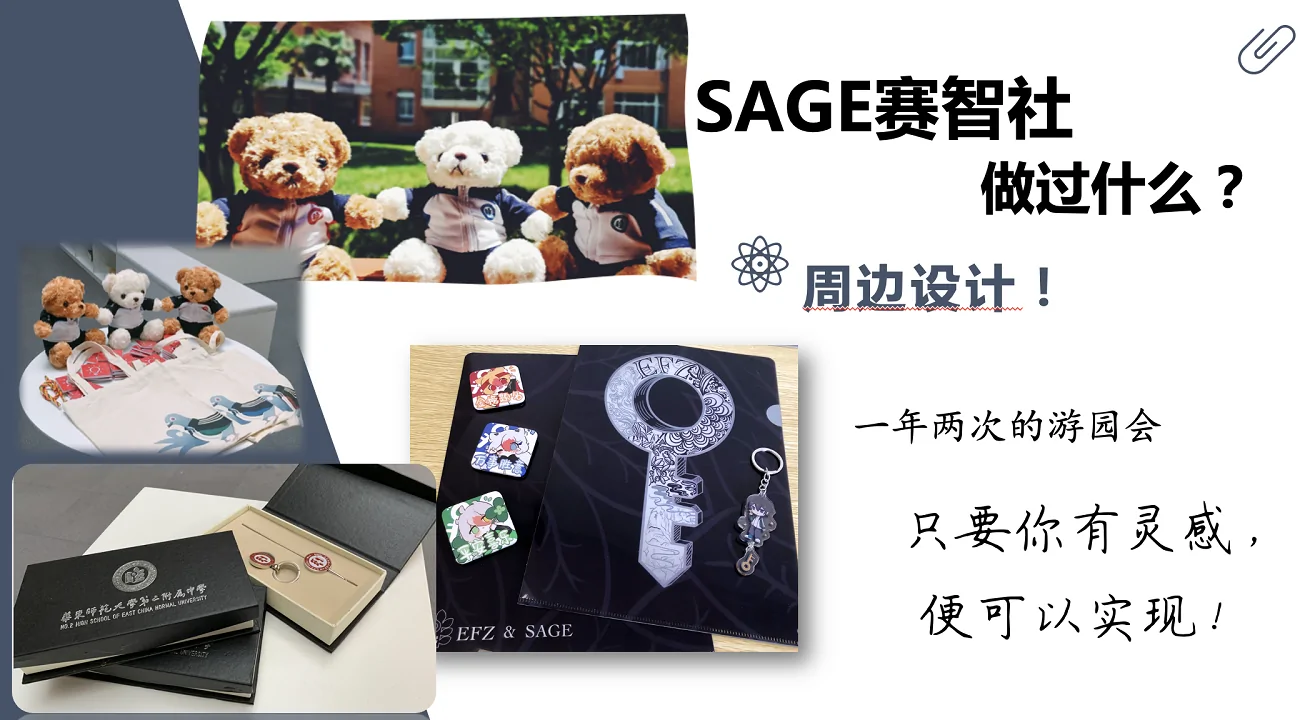 SAGE赛智社
做过什么？
周边设计！
一年两次的游园会
只要你有灵感，
便可以实现！
EFZ
EFZ & SAGE
華東師范大學第二附属中學
NO.2 HIGH SCHOOL OF EAST CHINA NORMAL UNIVERSITY